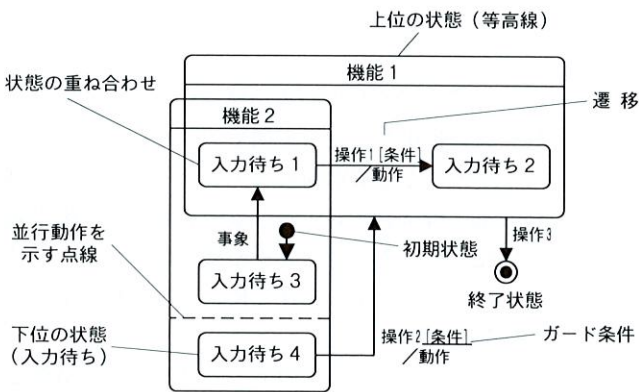 上位の状態（等高線）
機能１
状態の重ね合わせ
遷 移
機能２
入力待ち１
操作1[条件]
／動作
入力待ち２
並行動作を
示す点線
事象
初期状態
操作3
入力待ち３
終了状態
下位の状態
（入力待ち）
入力待ち４
操作2[条件]
／動作
ガード条件